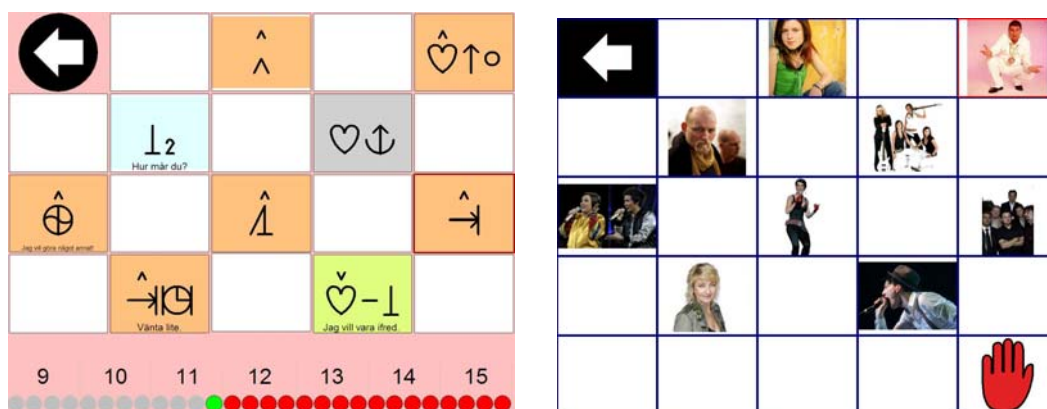 2
Hur mår du?
Jag vill göra något annat!
Vänta lite.
Jag vill vara ifred.
9 10 11 12 13 14 15